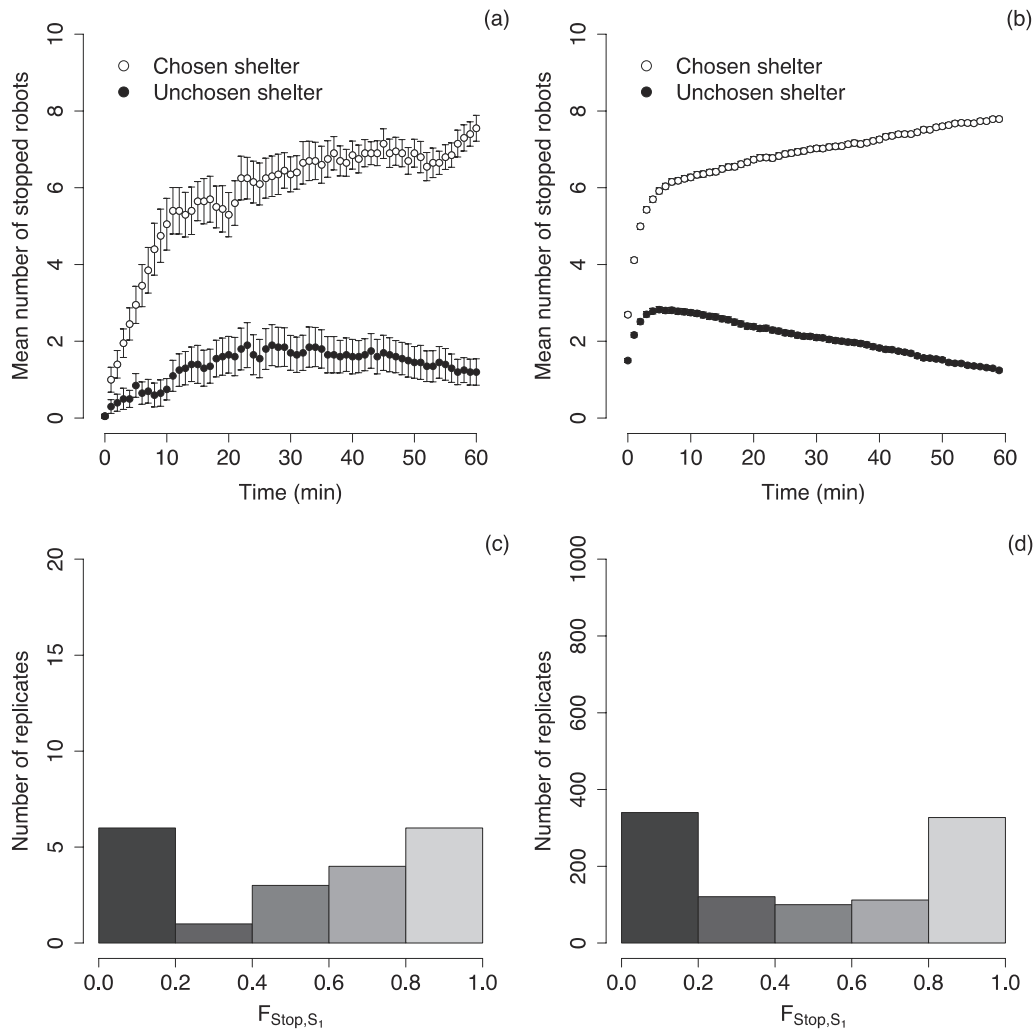 (a)
Mean number of stopped robots
10
8
6
4
2
0
Chosen shelter
Unchosen shelter
0 10 20 30 40 50 60
Time (min)
(b)
Mean number of stopped robots
10
8
6
4
2
0
Chosen shelter
Unchosen shelter
0 10 20 30 40 50 60
Time (min)
(c)
Number of replicates
20
15
10
5
0
0.0 0.2 0.4 0.6 0.8 1.0
F Stop,S1
(d)
Number of replicates
1000
800
600
400
200
0
0.0 0.2 0.4 0.6 0.8 1.0
F Stop,S1